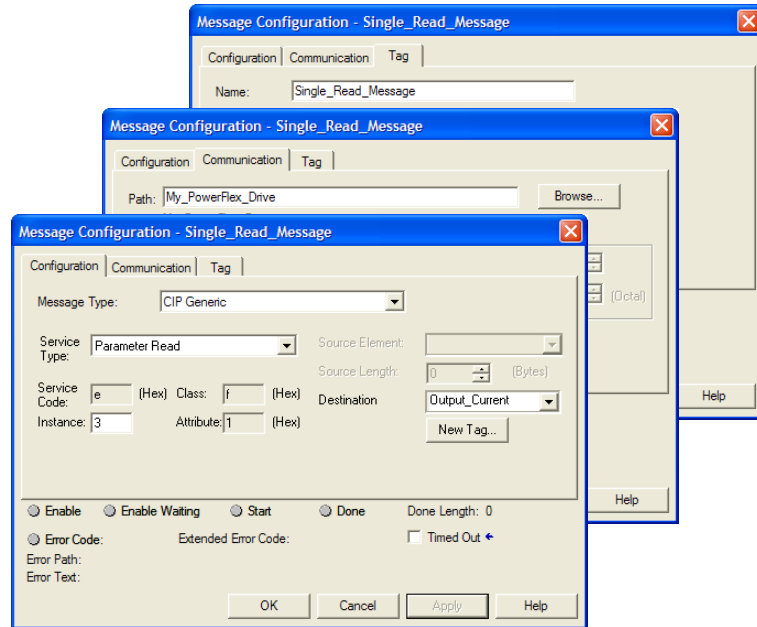 Message Configuration - Single_Read_Message
Configuration Communication Tag
Name: Single_Read_Message
Help
Message Configuration - Single_Read_Message
Configuration Communication Tag
Path: My_PowerFlex_Drive Browse...
(Octal)
Help
Message Configuration - Single_Read_Message
Configuration Communication Tag
Message Type: CIP Generic
Service Type: Parameter Read Source Element:
Source Length: 0 (Bytes)
Service Code: e (Hex) Class: f (Hex) Destination Output_Current
Instance: 3 Attribute: 1 (Hex) New Tag...
Enable Enable Waiting Start Done Done Length: 0
Error Code: Extended Error Code: Timed Out
Error Path:
Error Text:
OK Cancel Apply Help